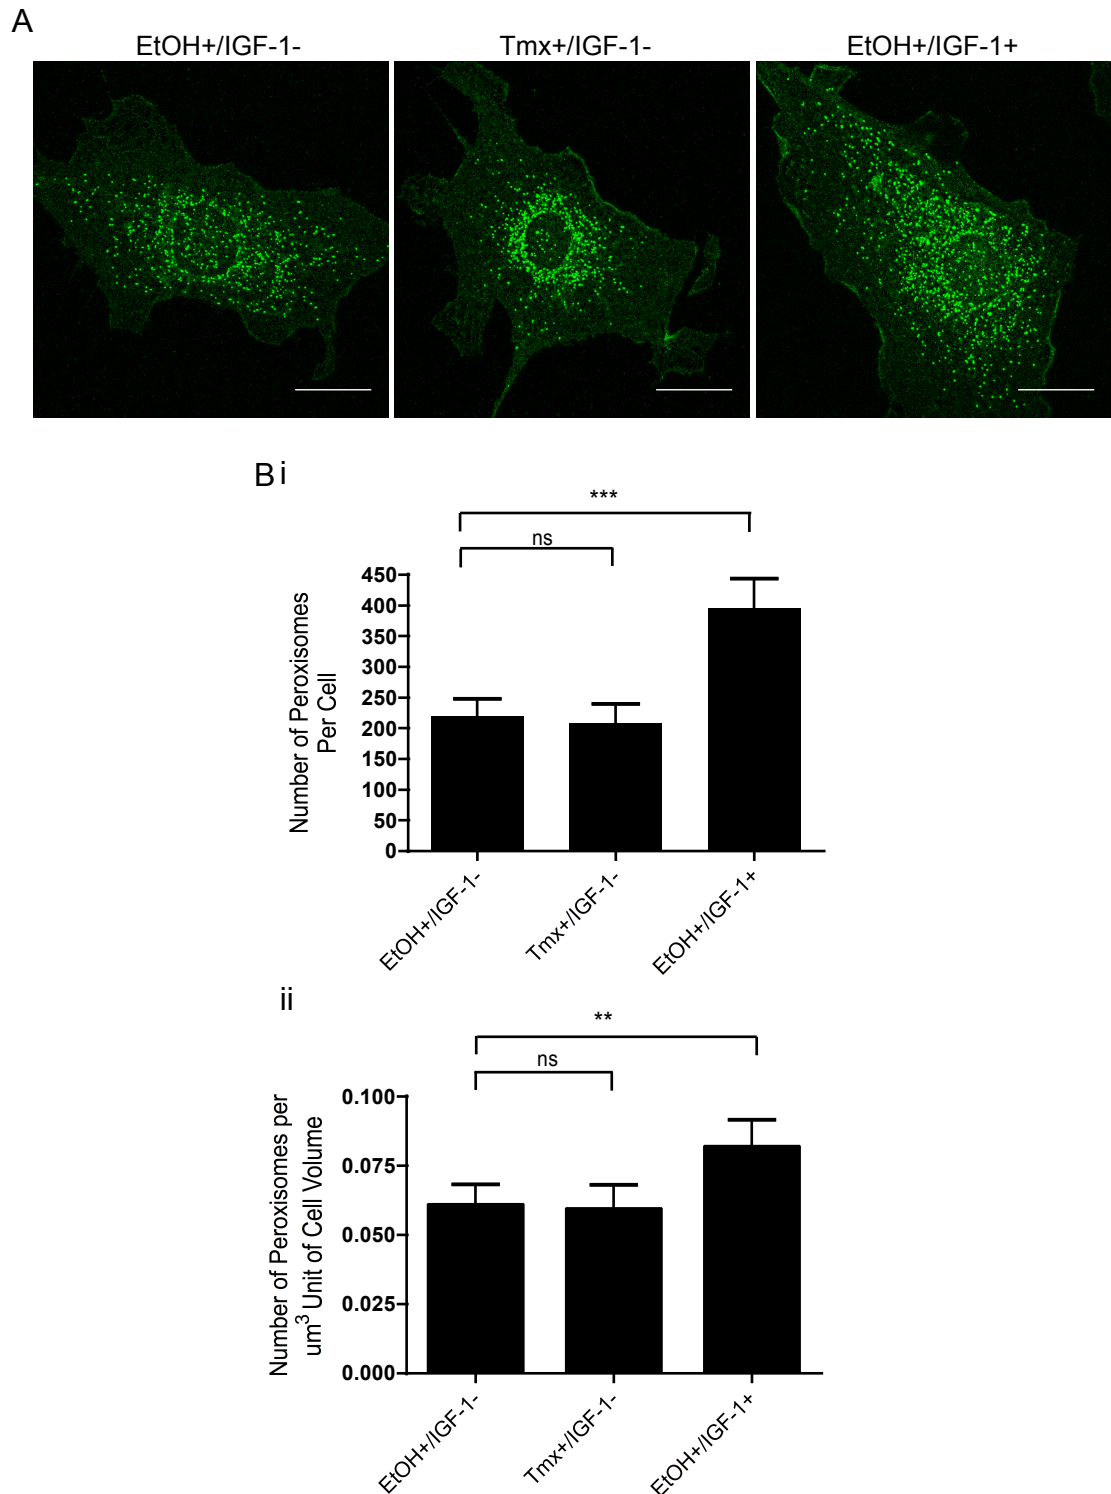 A
EtOH+/IGF-1-
Tmx+/IGF-1-
EtOH+/IGF-1+
B i
***
ns
450
400
350
300
250
200
150
100
50
0
Number of Peroxisomes
Per Cell
EtOH+/IGF-1-
Tmx+/IGF-1-
EtOH+/IGF-1+
ii
**
ns
0.100
0.075
0.050
0.025
0.000
Number of Peroxisomes per
um³ Unit of Cell Volume
EtOH+/IGF-1-
Tmx+/IGF-1-
EtOH+/IGF-1+